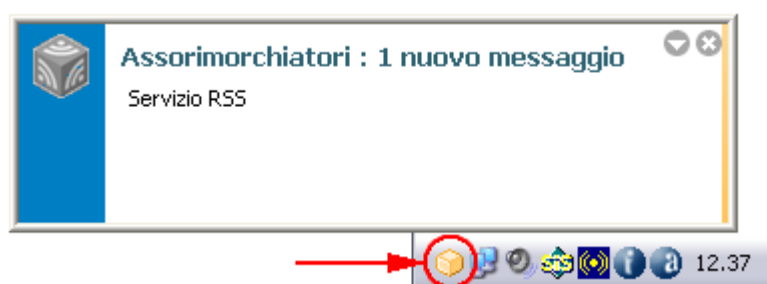 Assorimorchiatori : 1 nuovo messaggio
Servizio RSS
SiS i a 12.37